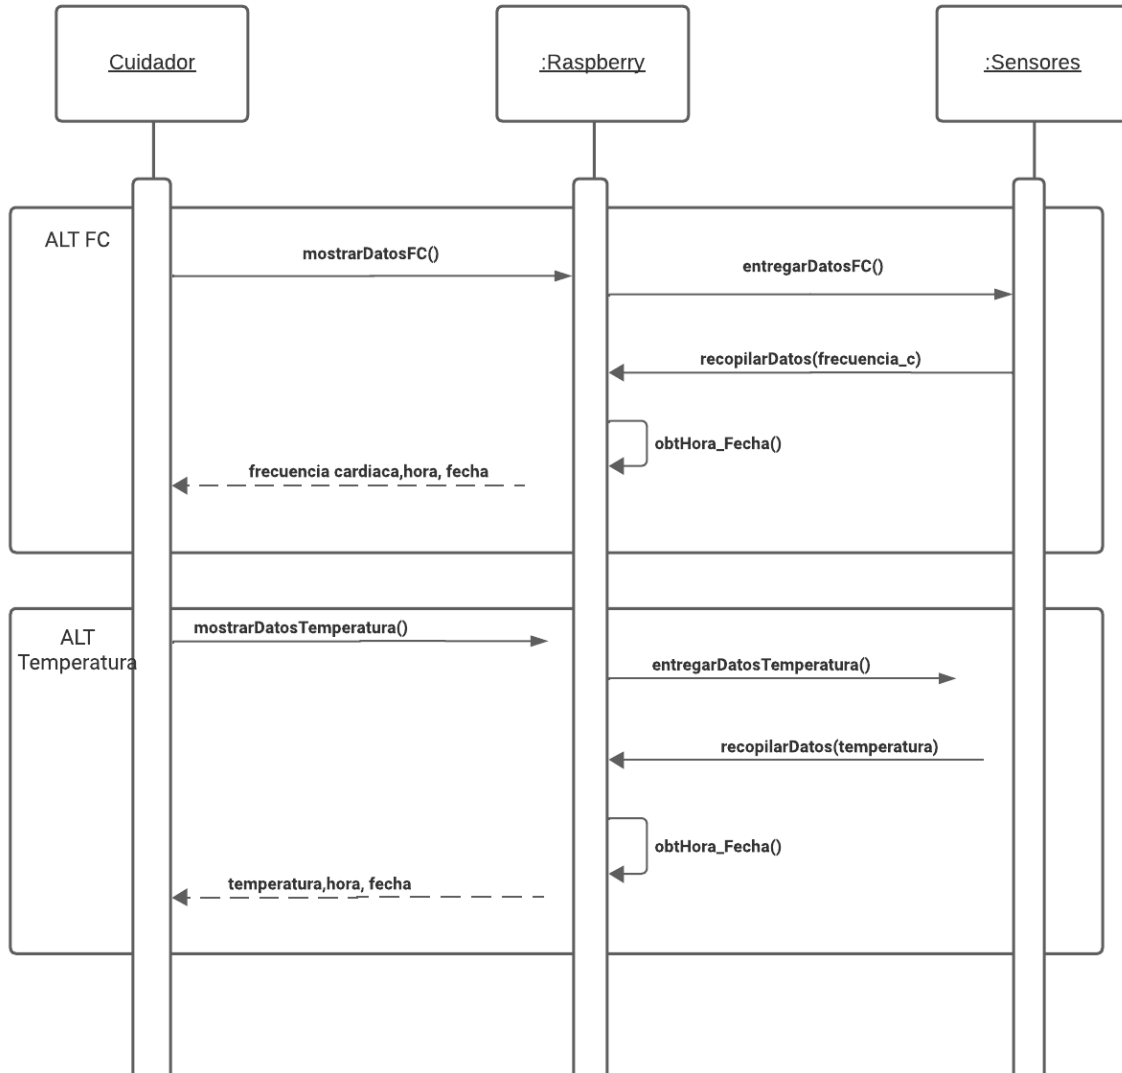 Cuidador
:Raspberry
:Sensores
ALT FC
mostrarDatosFC()
entregarDatosFC()
recopilarDatos(frecuencia_c)
obtHora_Fecha()
frecuencia cardiaca,hora, fecha
ALT
Temperatura
mostrarDatosTemperatura()
entregarDatosTemperatura()
recopilarDatos(temperatura)
obtHora_Fecha()
temperatura,hora, fecha